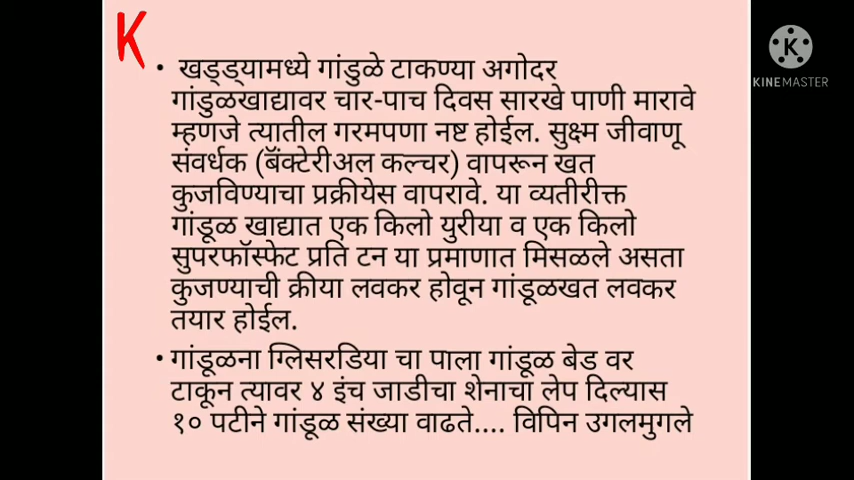 K
• खड्ड्यामध्ये गांडुळे टाकण्या अगोदर
गांडुळखाद्यावर चार-पाच दिवस सारखे पाणी मारावे
म्हणजे त्यातील गरमपणा नष्ट होईल. सुक्ष्म जीवाणू
संवर्धक (बॅंक्टेरीअल कल्चर) वापरून खत
कुजविण्याचा प्रक्रीयेस वापरावे. या व्यतीरीक्त
गांडूळ खाद्यात एक किलो युरीया व एक किलो
सुपरफॉस्फेट प्रति टन या प्रमाणात मिसळले असता
कुजण्याची क्रीया लवकर होवून गांडूळखत लवकर
तयार होईल.
• गांडूळना ग्लिसरडिया चा पाला गांडूळ बेड वर
टाकून त्यावर ४ इंच जाडीचा शेनाचा लेप दिल्यास
१० पटीने गांडूळ संख्या वाढते.... विपिन उगलमुगले
K
KINEMASTER